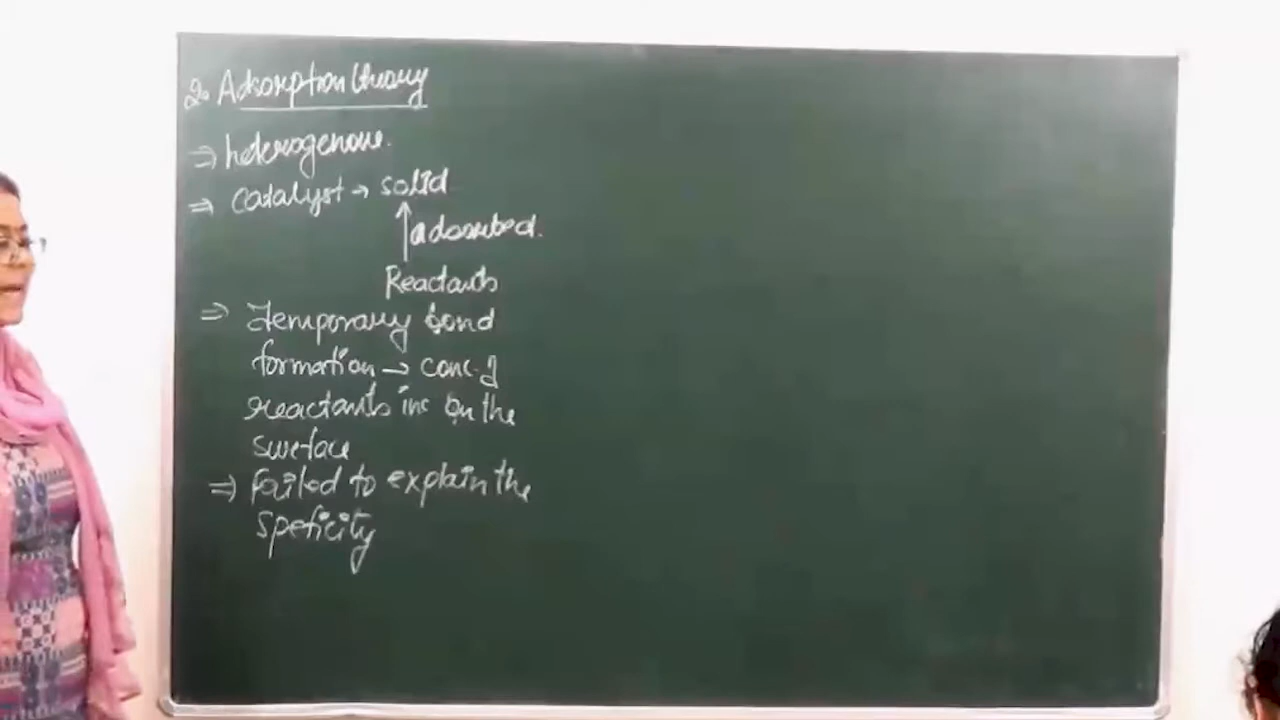 2. Adsorption theory
⇒ heterogenous.
⇒ catalyst → solid
↑ adsorbed.
Reactants
⇒ temporary bond
formation → conc. of
reactants inc on the
surface
⇒ failed to explain the
speficity